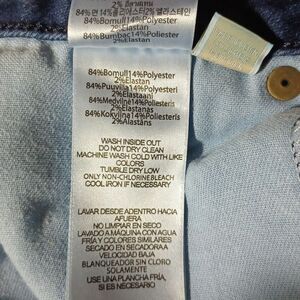 84%면 14%폴리에스터2% 엘라스테인
84%Bomull14%Polyester
2%Elastan
84%Bumbac14%Poliester
2%Elastan
84%Bomull14%Polyester
2%Elastan
84%Puuvilla14%Polyesteri
2%Elastaani
84%Medvilnė14%Poliesteris
2%Elastanas
84%Kokvilna14%Poliesteris
2%Alastāns
WASH INSIDE OUT
DO NOT DRY CLEAN
MACHINE WASH COLD WITH LIKE
COLORS
TUMBLE DRY LOW
ONLY NON-CHLORINE BLEACH
COOL IRON IF NECESSARY
LAVAR DESDE ADENTRO HACIA
AFUERA
NO LIMPIAR EN SECO
LAVADO A MAQUINA CON AGUA
FRÍA Y COLORES SIMILARES
SECADO EN SECADORA A
VELOCIDAD BAJA
BLANQUEADOR SIN CLORO
SOLAMENTE
USE UNA PLANCHA FRÍA,
SI ES NECESARIO